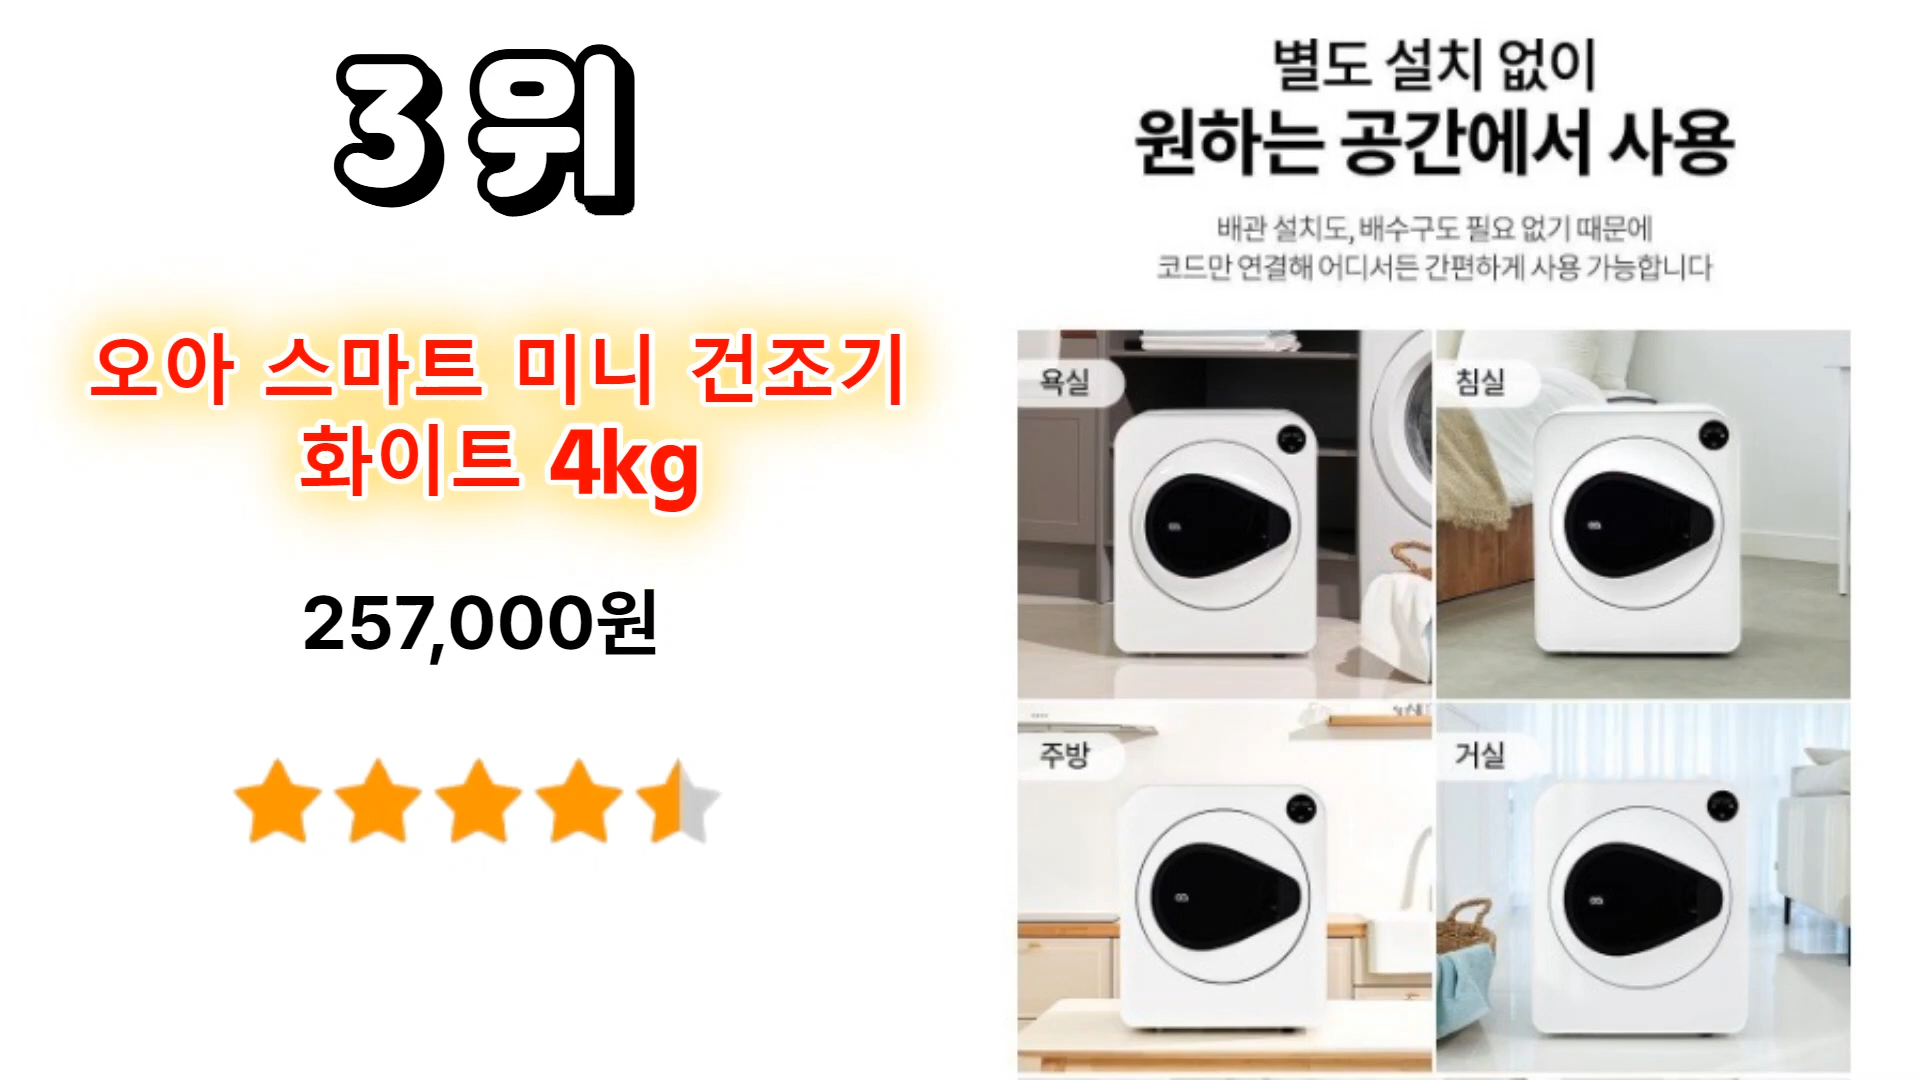 3위
오아 스마트 미니 건조기
화이트 4kg
257,000원
별도 설치 없이
원하는 공간에서 사용
배관 설치도, 배수구도 필요 없기 때문에
코드만 연결해 어디서든 간편하게 사용 가능합니다
욕실
침실
주방
거실